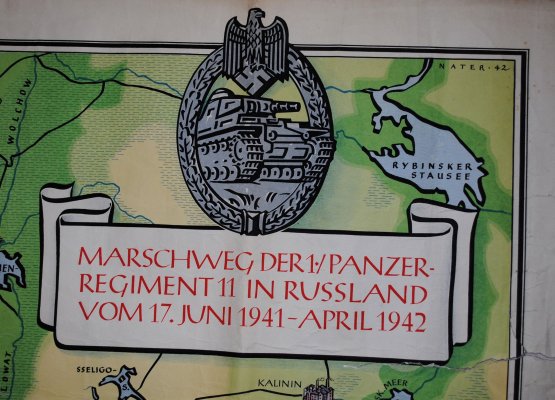 NATER·42
WOLCHOW
RYBINSKER
STAUSEE
MARSCHWEG DER 1·/PANZER-
REGIMENT 11 IN RUSSLAND
VOM 17. JUNI 1941–APRIL 1942
LOWAT
SSELIGO-
KALININ
MEER